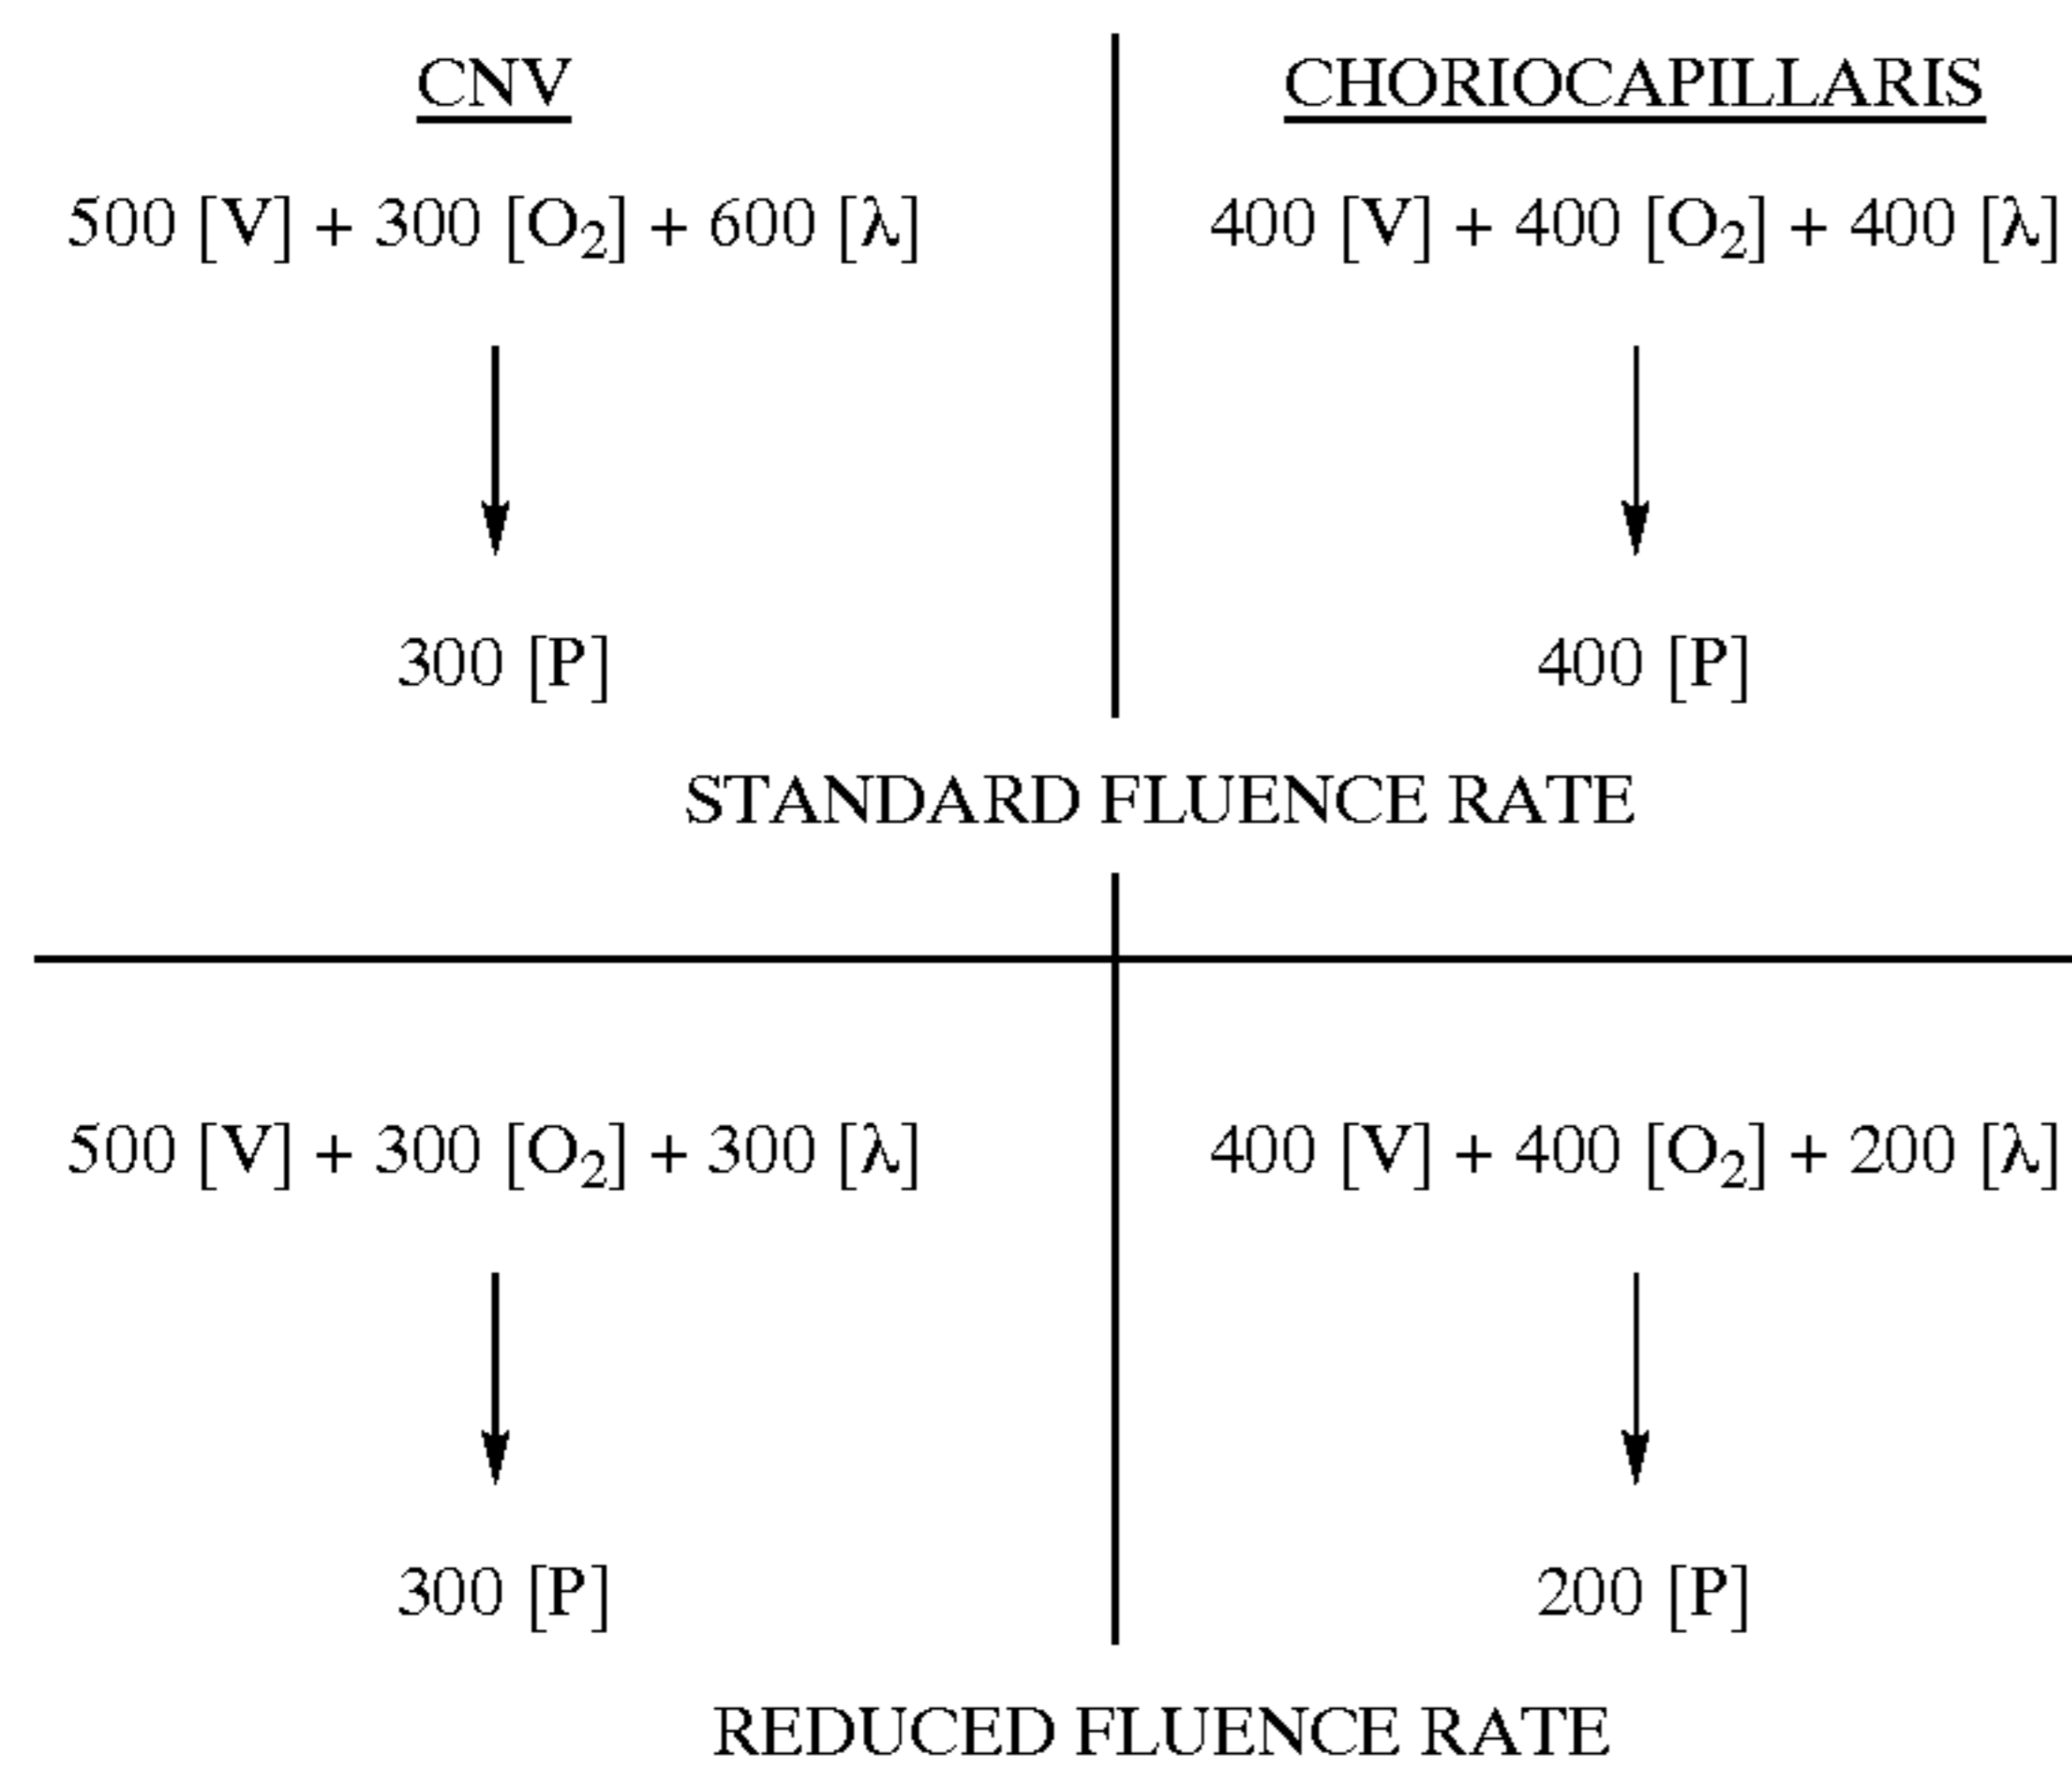 CNV
CHORIOCAPILLARIS
500 [V] + 300 [O₂] + 600 [λ]
400 [V] + 400 [O₂] + 400 [λ]
300 [P]
400 [P]
STANDARD FLUENCE RATE
500 [V] + 300 [O₂] + 300 [λ]
400 [V] + 400 [O₂] + 200 [λ]
300 [P]
200 [P]
REDUCED FLUENCE RATE